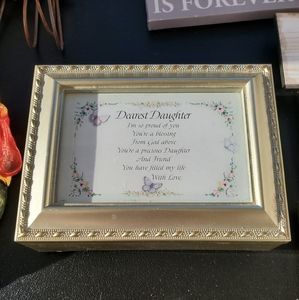 IS FOREVER
Dearest Daughter
I'm so proud of you
You're a blessing
From God above
You're a precious Daughter
And Friend
You have filled my life
With Love